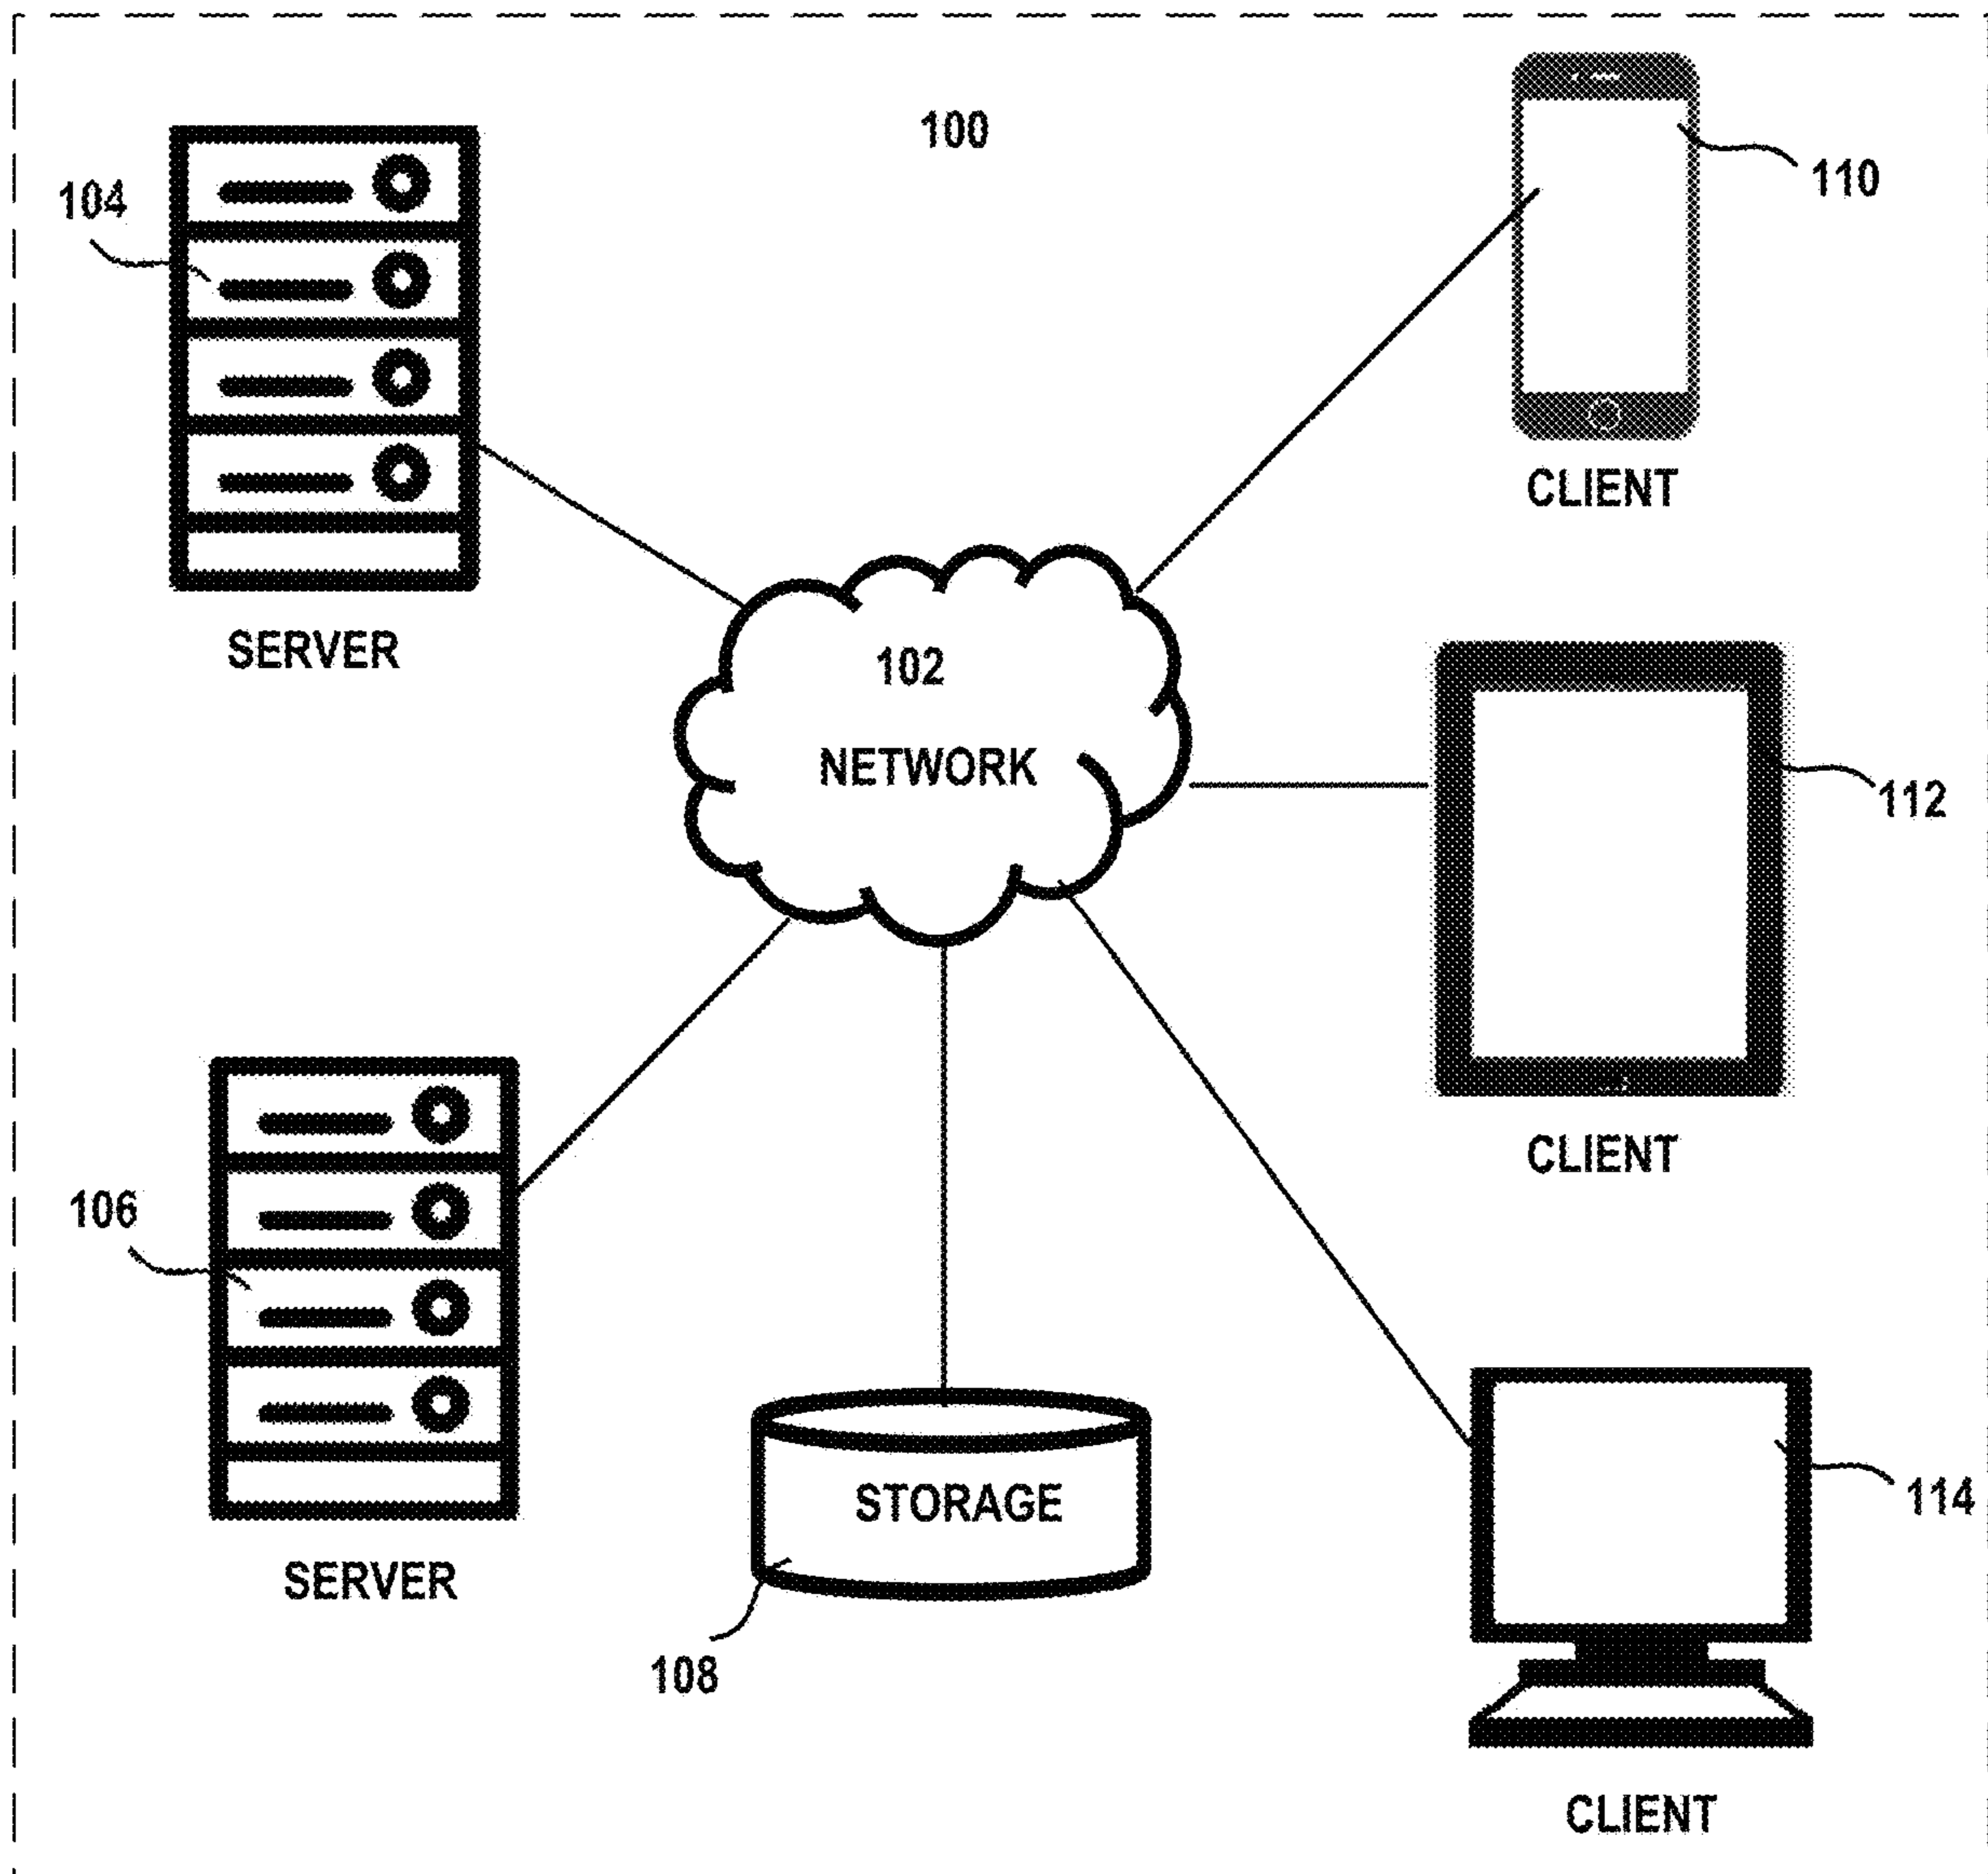 100
110
104
CLIENT
SERVER
102
NETWORK
112
CLIENT
106
STORAGE
114
SERVER
108
CLIENT